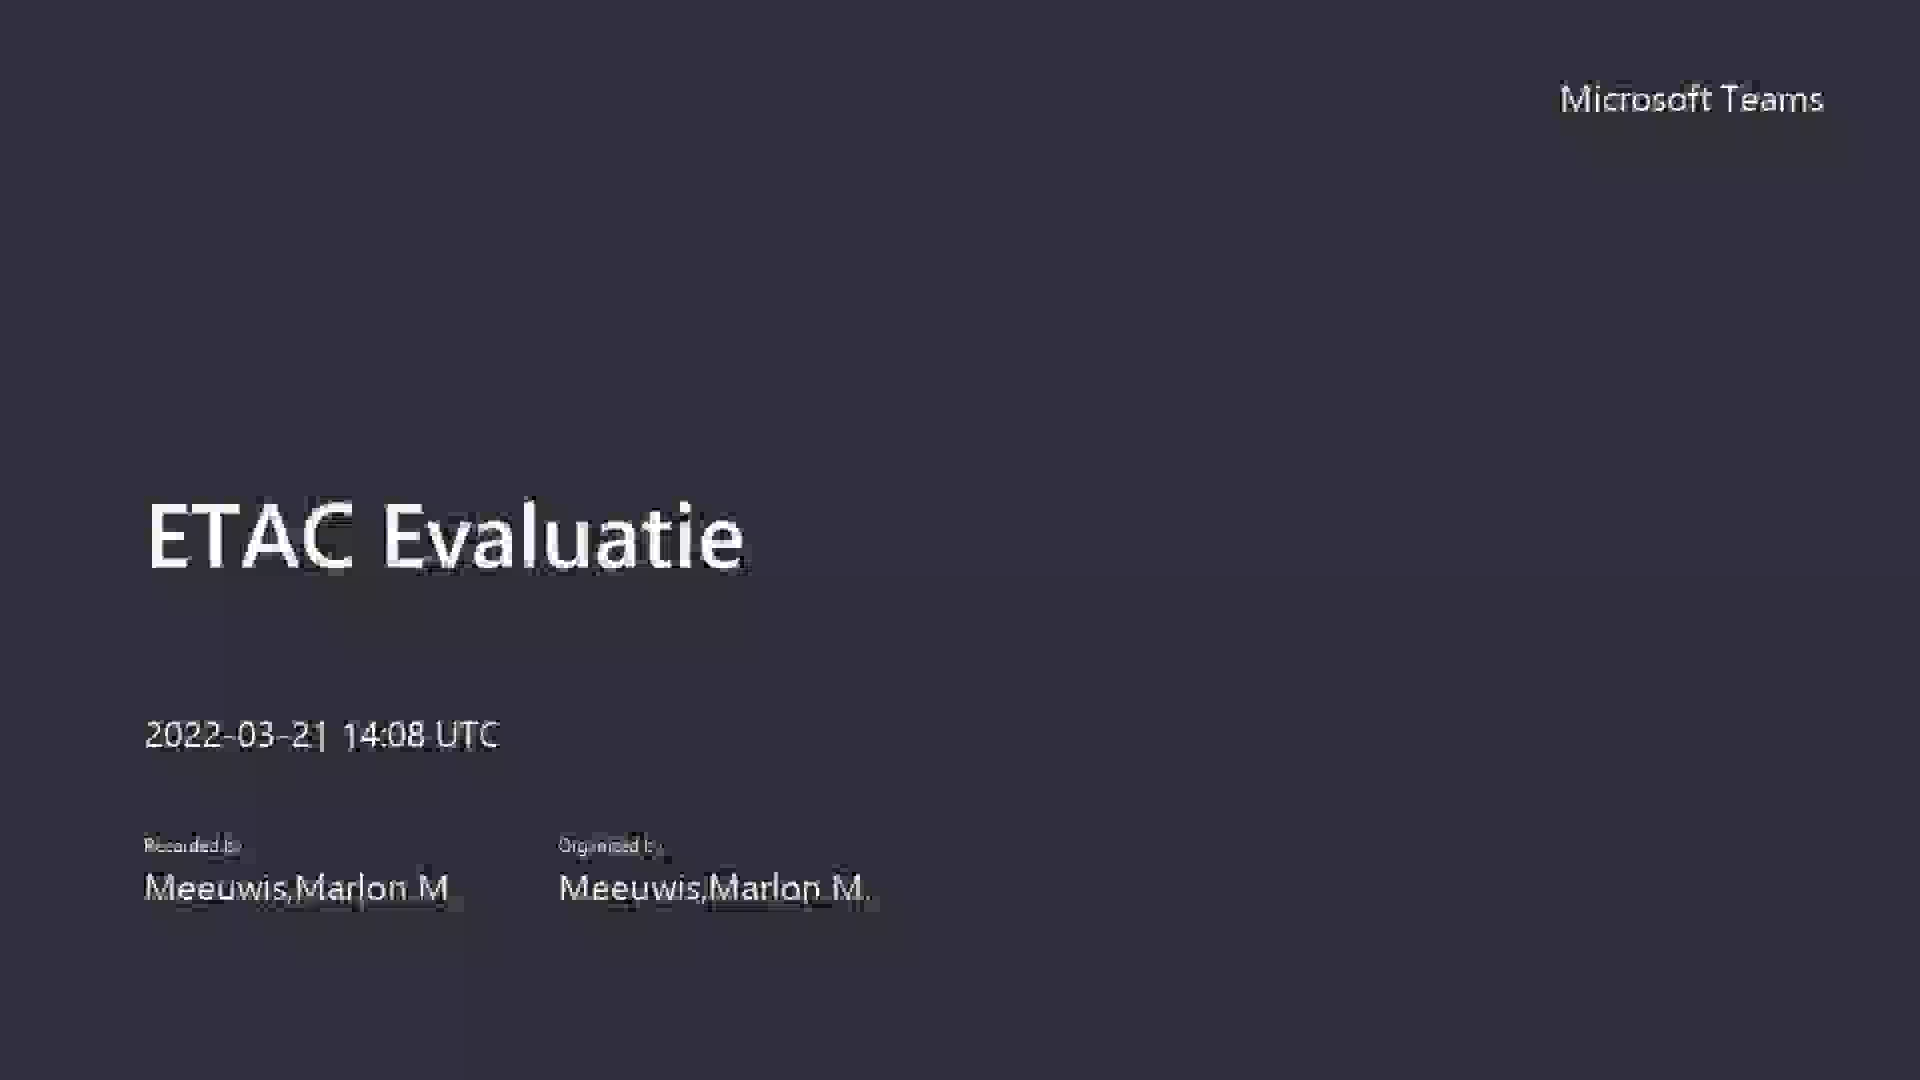 Microsoft Teams
ETAC Evaluatie
2022-03-21 14:08 UTC
Recorded by
Organized by
Meeuwis,Marlon M.
Meeuwis,Marlon M.